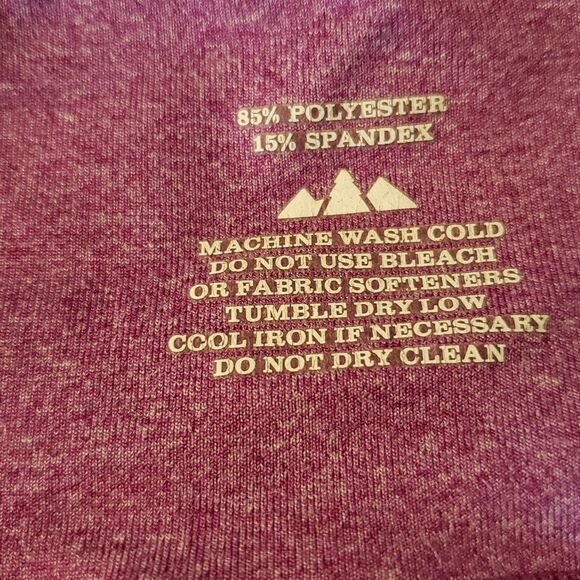 85% POLYESTER
15% SPANDEX
MACHINE WASH COLD
DO NOT USE BLEACH
OR FABRIC SOFTENERS
TUMBLE DRY LOW
COOL IRON IF NECESSARY
DO NOT DRY CLEAN